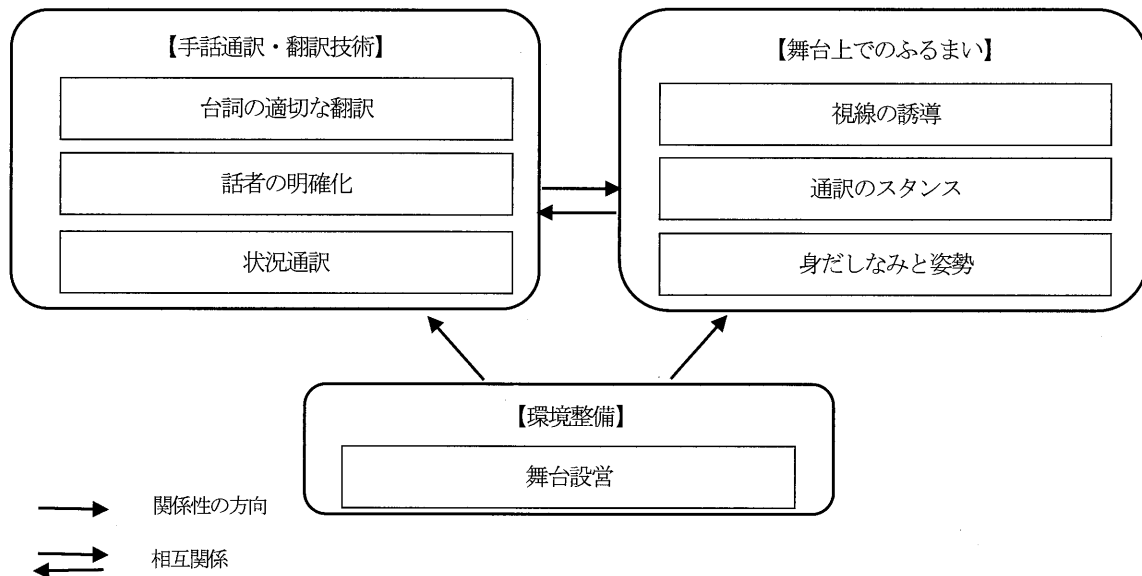 【手話通訳・翻訳技術】
台詞の適切な翻訳
話者の明確化
状況通訳
【舞台上でのふるまい】
視線の誘導
通訳のスタンス
身だしなみと姿勢
【環境整備】
舞台設営
関係性の方向
相互関係